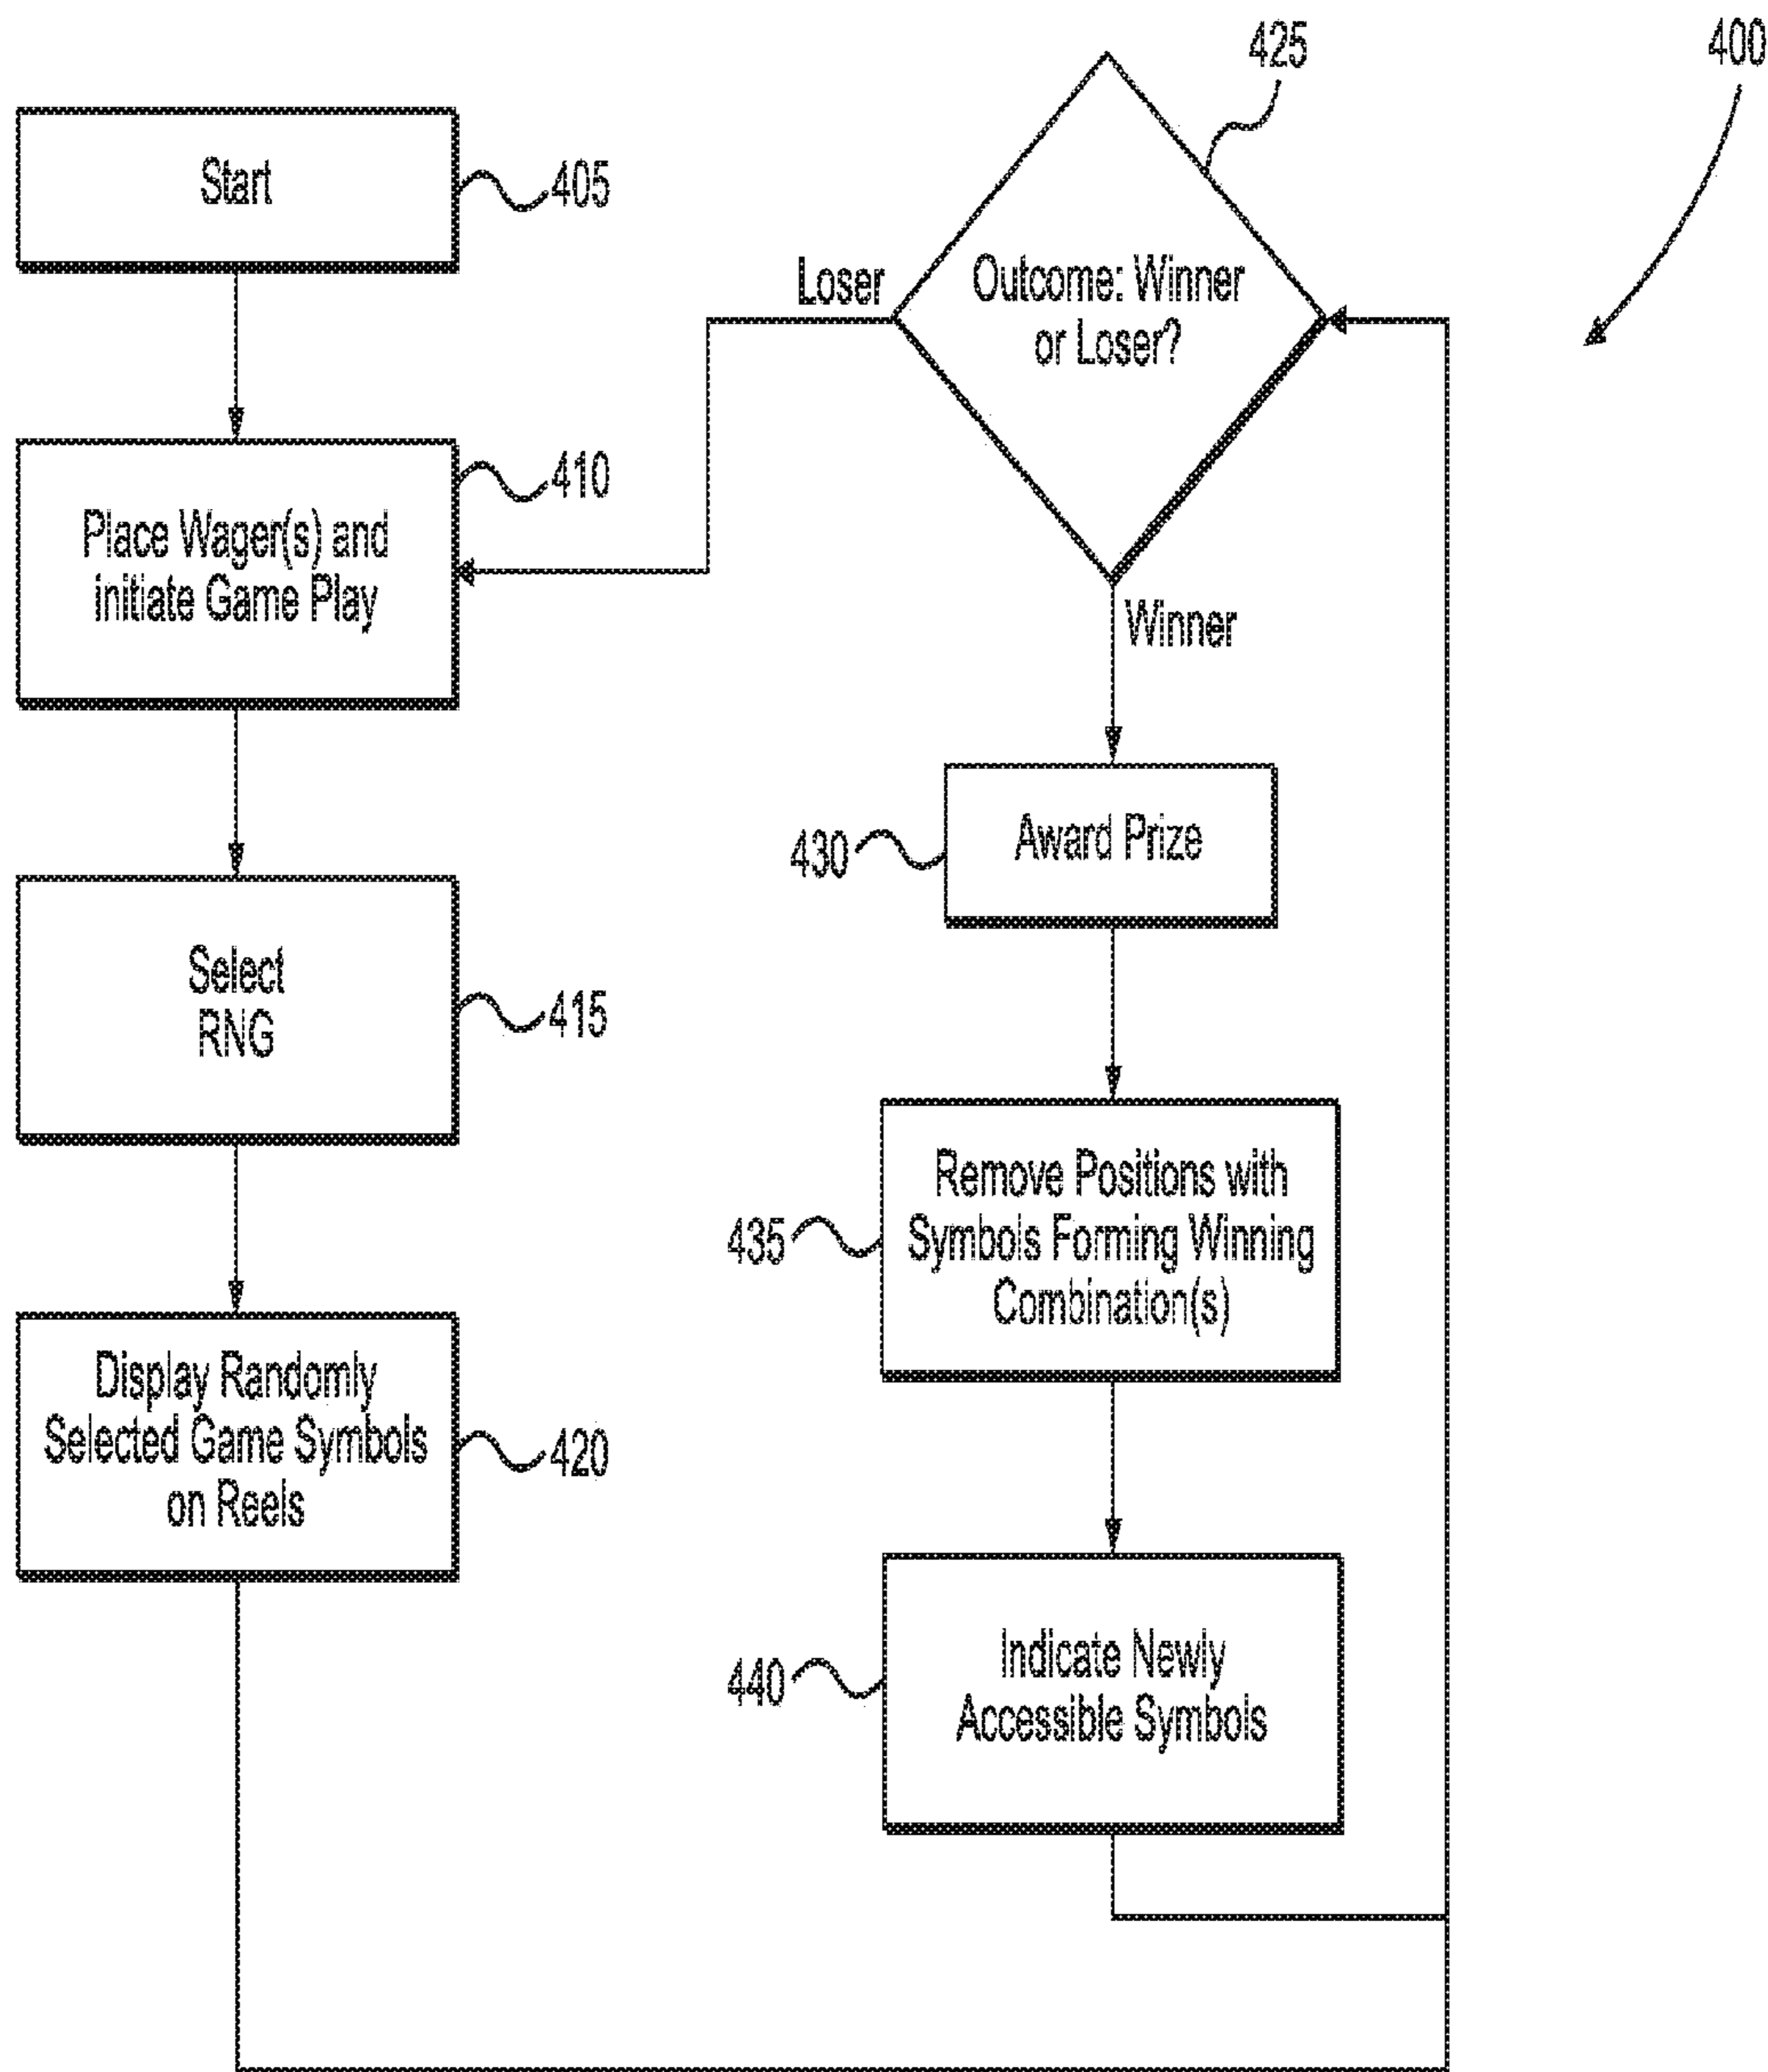 400
Start
405
Place Wager(s) and
initiate Game Play
410
Select
RNG
415
Display Randomly
Selected Game Symbols
on Reels
420
425
Outcome: Winner
or Loser?
Loser
Winner
Award Prize
430
Remove Positions with
Symbols Forming Winning
Combination(s)
435
Indicate Newly
Accessible Symbols
440